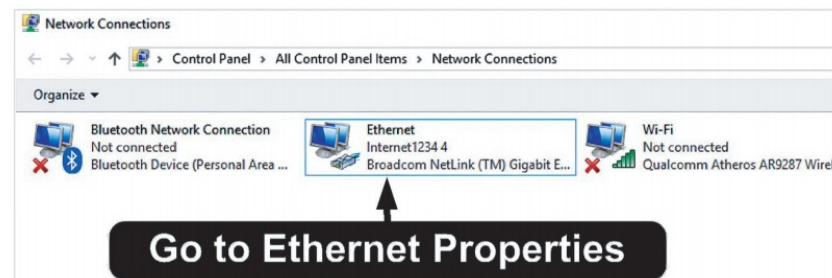 Network Connections
Control Panel > All Control Panel Items > Network Connections
Organize
Bluetooth Network Connection
Not connected
Bluetooth Device (Personal Area ...
Ethernet
Internet1234 4
Broadcom NetLink (TM) Gigabit E...
Wi-Fi
Not connected
Qualcomm Atheros AR9287 Wirel
Go to Ethernet Properties